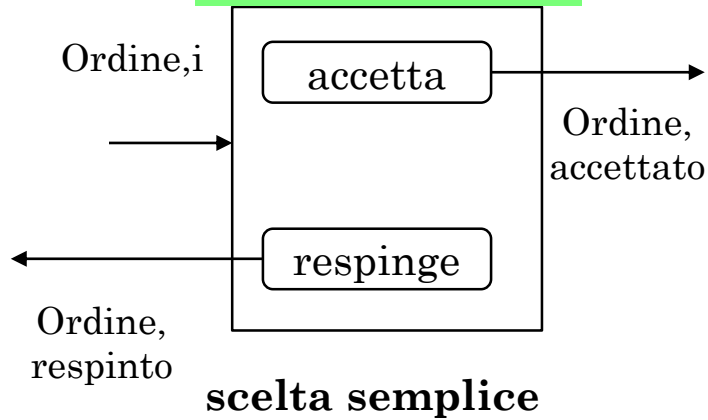 Ordine,i
accetta
Ordine,
accettato
respinge
Ordine,
respinto
scelta semplice